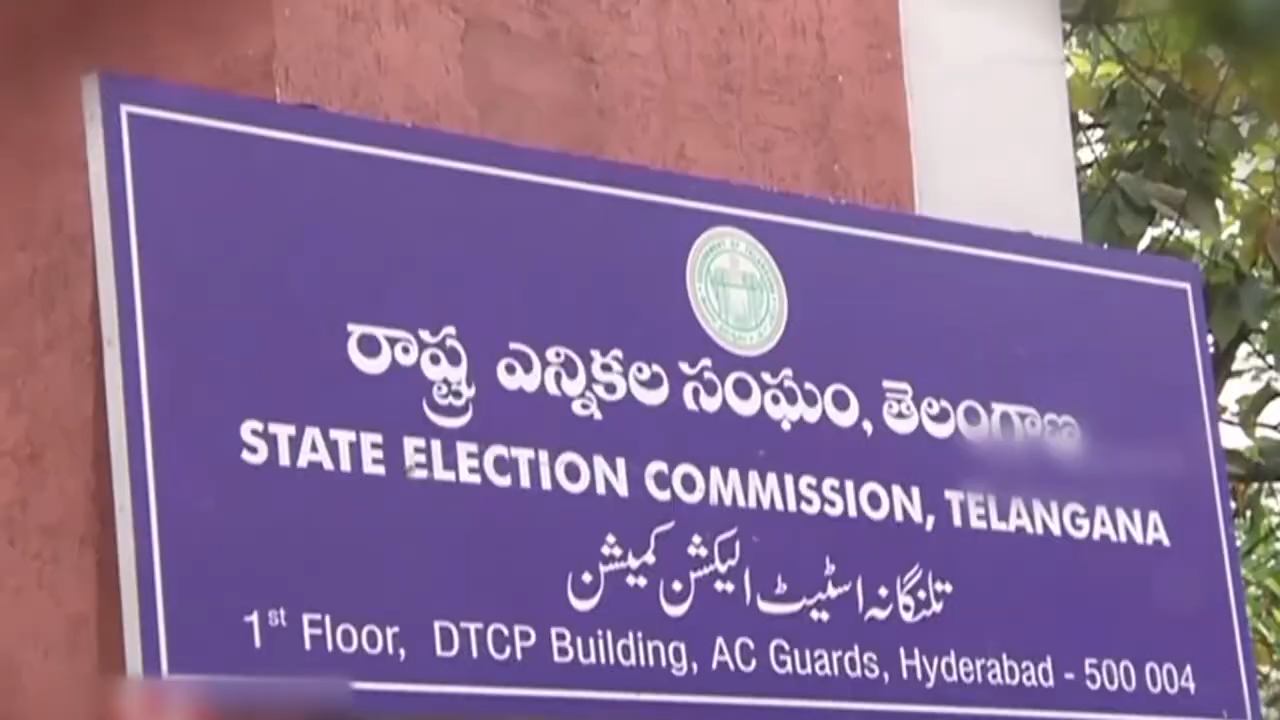 రాష్ట్ర ఎన్నికల సంఘం, తెలంగాణ
STATE ELECTION COMMISSION, TELANGANA
تلنگانہ اسٹیٹ الیکشن کمیشن
1st Floor, DTCP Building, AC Guards, Hyderabad - 500 004